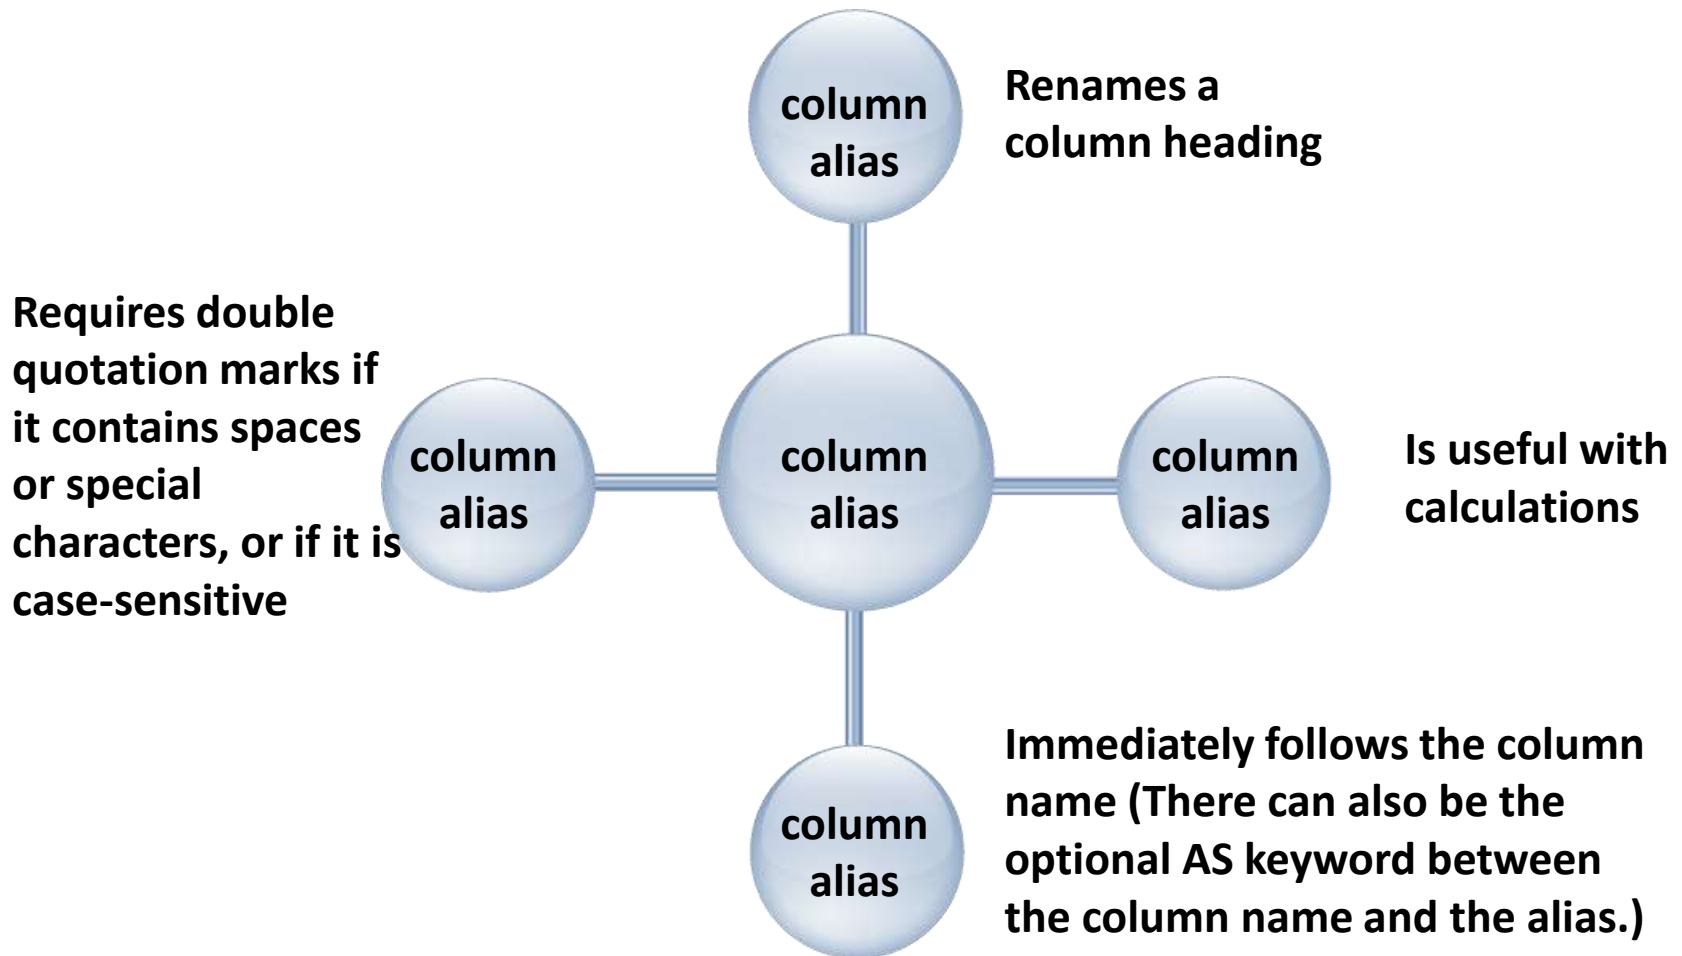 column
alias
Renames a
column heading
Requires double
quotation marks if
it contains spaces
or special
characters, or if it is
case-sensitive
column
alias
column
alias
column
alias
Is useful with
calculations
column
alias
Immediately follows the column
name (There can also be the
optional AS keyword between
the column name and the alias.)